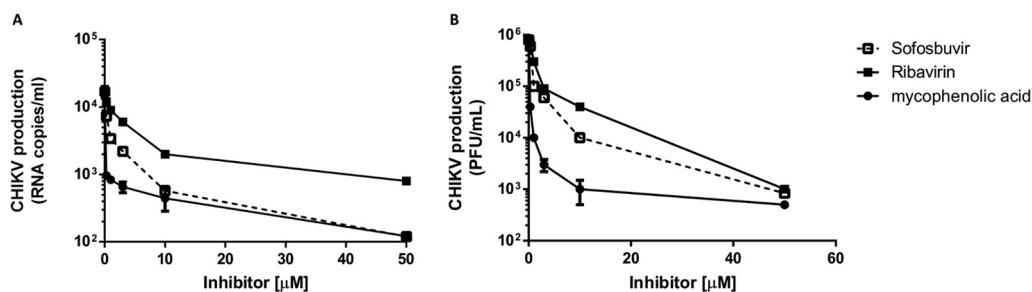 A
CHIKV production
(RNA copies/ml)
10⁵
10⁴
10³
10²
0
10
20
30
40
50
Inhibitor [μM]
B
CHIKV production
(PFU/mL)
10⁶
10⁵
10⁴
10³
10²
0
20
40
60
Inhibitor [μM]
Sofosbuvir
Ribavirin
mycophenolic acid